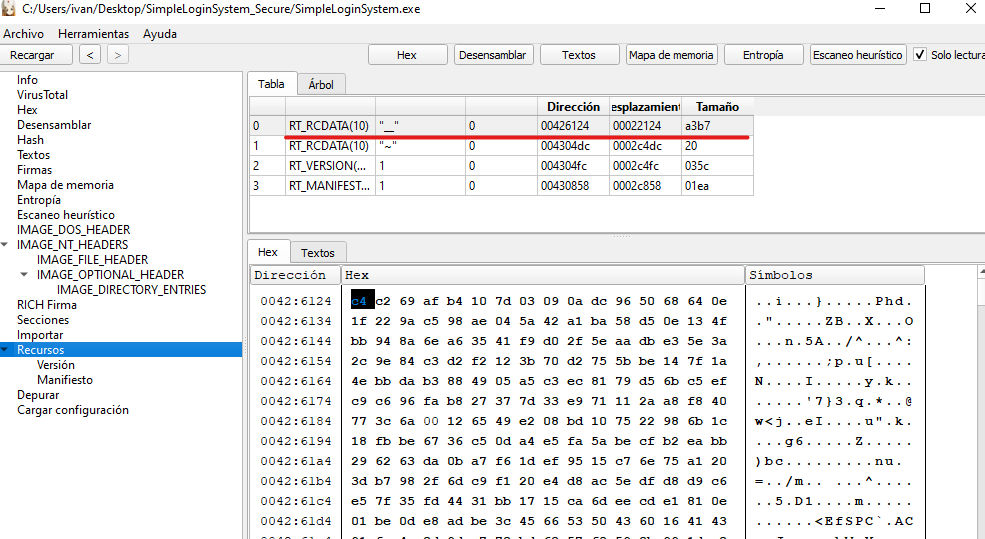 C:/Users/ivan/Desktop/SimpleLoginSystem_Secure/SimpleLoginSystem.exe
Archivo Herramientas Ayuda
Recargar < > Hex Desensamblar Textos Mapa de memoria Entropía Escaneo heurístico Solo lectura
Info
VirusTotal
Hex
Desensamblar
Hash
Textos
Firmas
Mapa de memoria
Entropía
Escaneo heurístico
IMAGE_DOS_HEADER
IMAGE_NT_HEADERS
IMAGE_FILE_HEADER
IMAGE_OPTIONAL_HEADER
IMAGE_DIRECTORY_ENTRIES
RICH Firma
Secciones
Importar
Recursos
Versión
Manifiesto
Depurar
Cargar configuración
Tabla Árbol
Dirección esplazamient Tamaño
0 RT_RCDATA(10) "__" 0 00426124 00022124 a3b7
1 RT_RCDATA(10) "~" 0 004304dc 0002c4dc 20
2 RT_VERSION(... 1 0 004304fc 0002c4fc 035c
3 RT_MANIFEST... 1 0 00430858 0002c858 01ea
Hex Textos
Dirección Hex Símbolos
0042:6124 c4 c2 69 af b4 10 7d 03 09 0a dc 96 50 68 64 0e ..i...}.....Phd.
0042:6134 1f 22 9a c5 98 ae 04 5a 42 a1 ba 58 d5 0e 13 4f .".....ZB..X...O
0042:6144 bb 94 8a 6e a6 35 41 f9 d0 2f 5e aa db e3 5e 3a ...n.5A../^...^:
0042:6154 2c 9e 84 c3 d2 f2 12 3b 70 d2 75 5b be 14 7f 1a ,......;p.u[....
0042:6164 4e bb da b3 88 49 05 a5 c3 ec 81 79 d5 6b c5 ef N....I.....y.k..
0042:6174 c9 c6 96 fa b8 27 37 7d 33 e9 71 11 2a a8 f8 40 .....'7}3.q.*..@
0042:6184 77 3c 6a 00 12 65 49 e2 08 bd 10 75 22 98 6b 1c w<j..eI....u".k.
0042:6194 18 fb be 67 36 c5 0d a4 e5 fa 5a be cf b2 ea bb ...g6.....Z.....
0042:61a4 29 62 63 da 0b a7 f6 1d ef 95 15 c7 6e 75 a1 20 )bc.........nu.
0042:61b4 3d b7 98 2f 6d c9 f1 20 e4 d8 ac 5e df d8 d9 c6 =../m.. ...^....
0042:61c4 e5 7f 35 fd 44 31 bb 17 15 ca 6d ee cd e1 81 0e ..5.D1....m.....
0042:61d4 01 be 0d e8 ad be 3c 45 66 53 50 43 60 16 41 43 ......<EfSPC`.AC